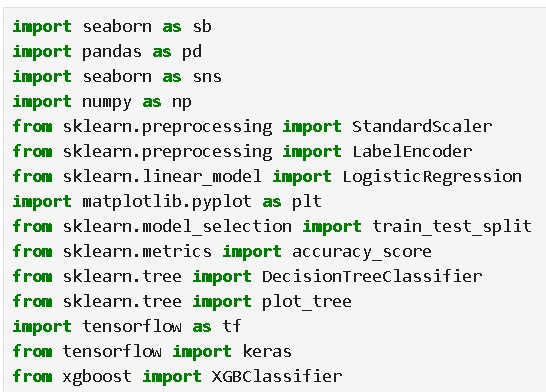 import seaborn as sb
import pandas as pd
import seaborn as sns
import numpy as np
from sklearn.preprocessing import StandardScaler
from sklearn.preprocessing import LabelEncoder
from sklearn.linear_model import LogisticRegression
import matplotlib.pyplot as plt
from sklearn.model_selection import train_test_split
from sklearn.metrics import accuracy_score
from sklearn.tree import DecisionTreeClassifier
from sklearn.tree import plot_tree
import tensorflow as tf
from tensorflow import keras
from xgboost import XGBClassifier